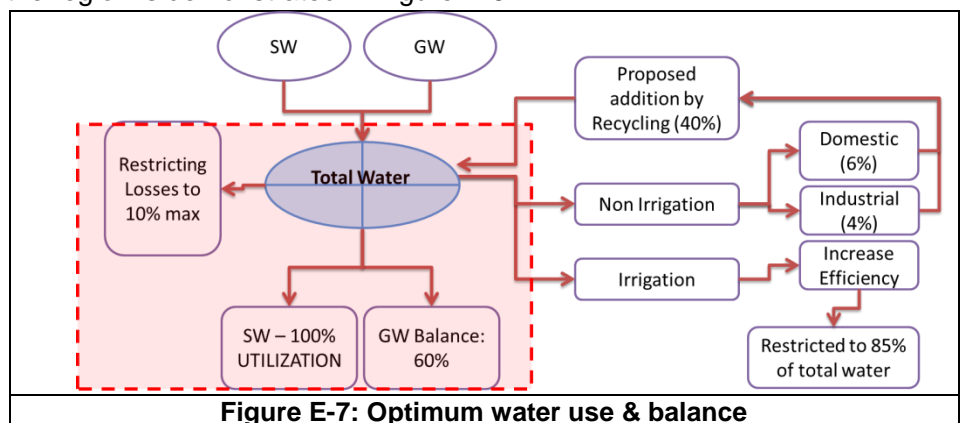 SW
GW
Proposed
addition by
Recycling (40%)
Domestic
(6%)
Restricting
Losses to
10% max
Total Water
Non Irrigation
Industrial
(4%)
Irrigation
Increase
Efficiency
SW – 100%
UTILIZATION
GW Balance:
60%
Restricted to 85%
of total water
Figure E-7: Optimum water use & balance